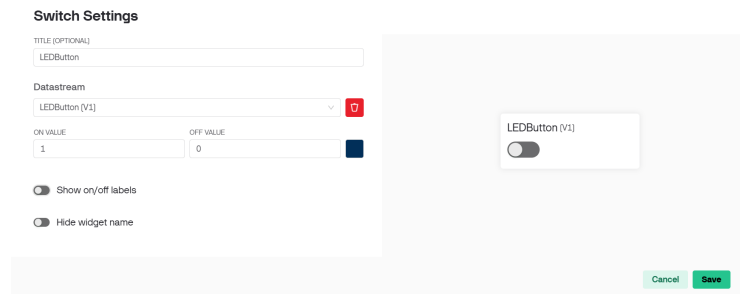 Switch Settings
TITLE (OPTIONAL)
LEDButton
Datastream
LEDButton (V1)
ON VALUE
OFF VALUE
1
0
Show on/off labels
Hide widget name
LEDButton (V1)
Cancel
Save